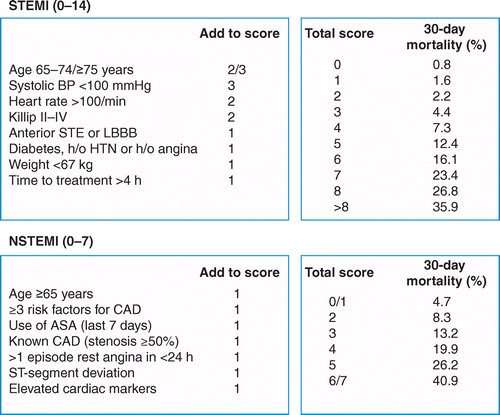 STEMI (0–14)
Add to score
Age 65–74/≥75 years 2/3
Systolic BP <100 mmHg 3
Heart rate >100/min 2
Killip II–IV 2
Anterior STE or LBBB 1
Diabetes, h/o HTN or h/o angina 1
Weight <67 kg 1
Time to treatment >4 h 1
Total score 30-day mortality (%)
0 0.8
1 1.6
2 2.2
3 4.4
4 7.3
5 12.4
6 16.1
7 23.4
8 26.8
>8 35.9
NSTEMI (0–7)
Add to score
Age ≥65 years 1
≥3 risk factors for CAD 1
Use of ASA (last 7 days) 1
Known CAD (stenosis ≥50%) 1
>1 episode rest angina in <24 h 1
ST-segment deviation 1
Elevated cardiac markers 1
Total score 30-day mortality (%)
0/1 4.7
2 8.3
3 13.2
4 19.9
5 26.2
6/7 40.9